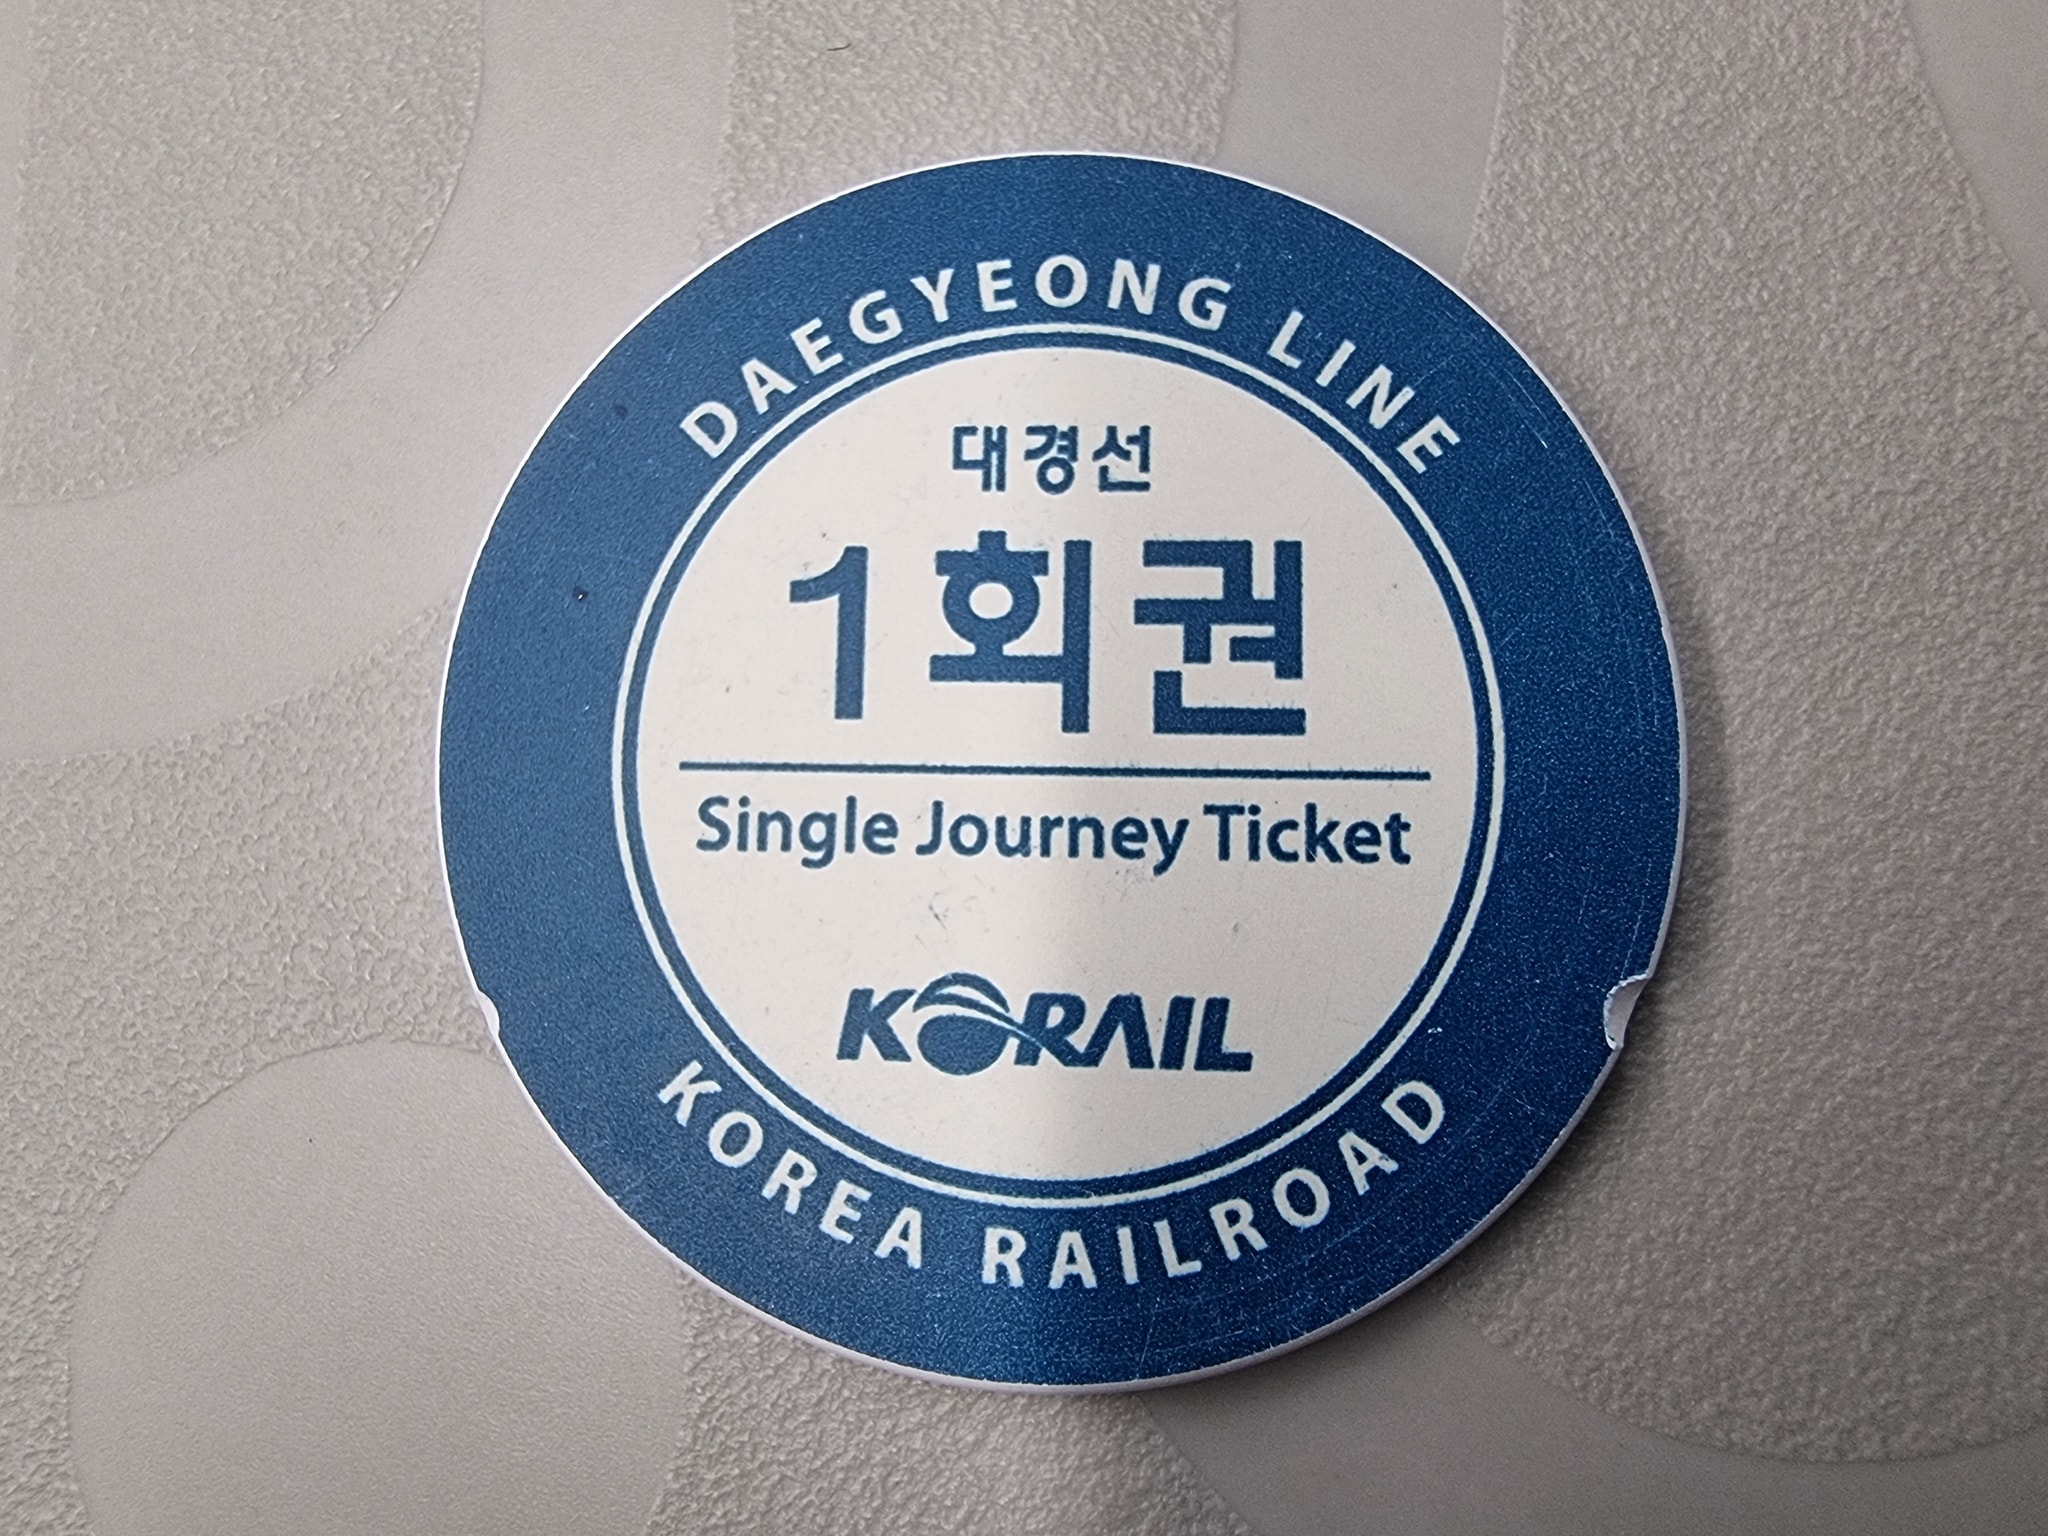 DAEGYEONG LINE
대경선
1회권
Single Journey Ticket
KORAIL
KOREA RAILROAD